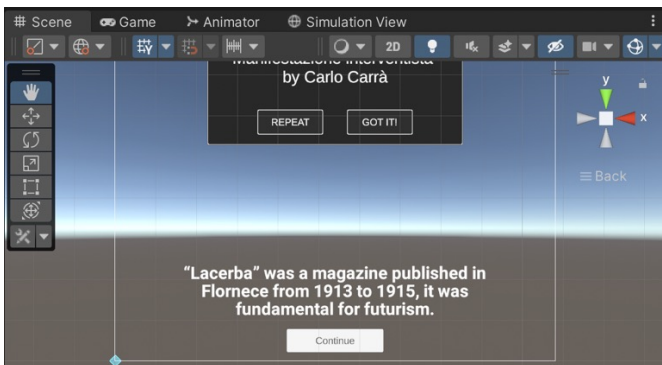 Scene
Game
Animator
Simulation View
2D
Manifestazione Interventista
by Carlo Carrà
REPEAT
GOT IT!
y
x
Back
“Lacerba” was a magazine published in
Flornece from 1913 to 1915, it was
fundamental for futurism.
Continue